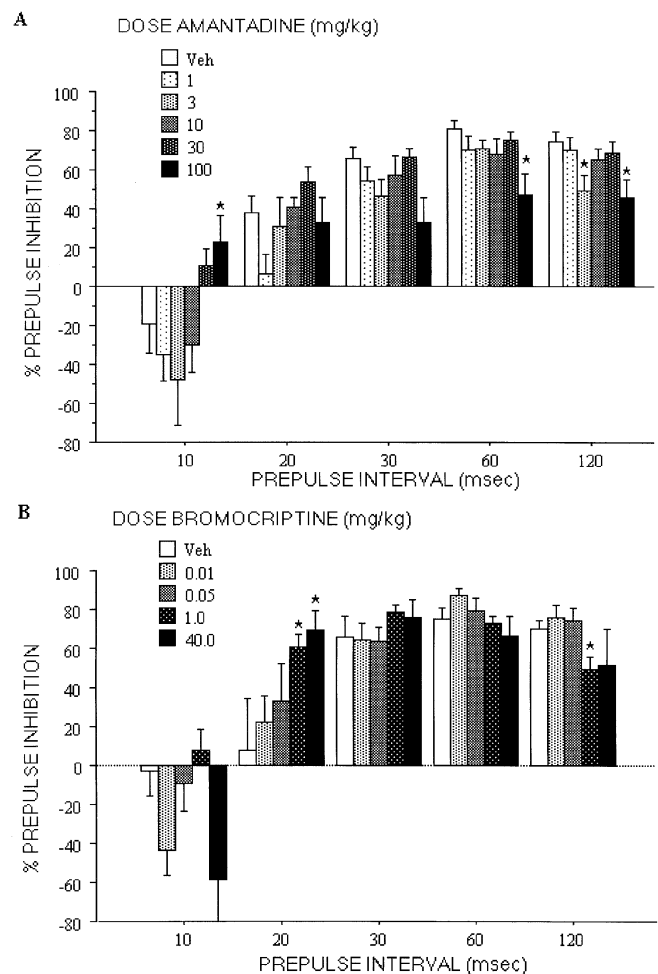 A
DOSE AMANTADINE (mg/kg)
Veh
1
3
10
30
100
% PREPULSE INHIBITION
100
80
60
40
20
0
-20
-40
-60
-80
★
★
★
★
10 20 30 60 120
PREPULSE INTERVAL (msec)
B
DOSE BROMOCRIPTINE (mg/kg)
Veh
0.01
0.05
1.0
40.0
% PREPULSE INHIBITION
100
80
60
40
20
0
-20
-40
-60
-80
★ ★
★
10 20 30 60 120
PREPULSE INTERVAL (msec)